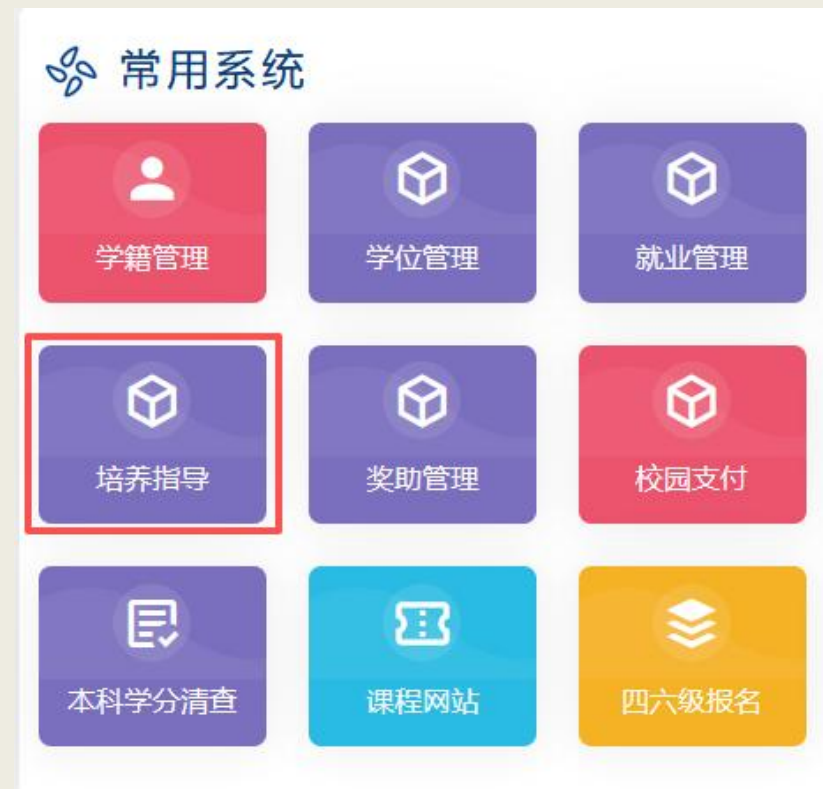 常用系统
学籍管理
学位管理
就业管理
培养指导
奖助管理
校园支付
本科学分清查
课程网站
四六级报名